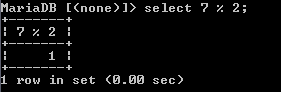 MariaDB [(none)]> select 7 % 2;
+-------+
| 7 % 2 |
+-------+
|     1 |
+-------+
1 row in set (0.00 sec)